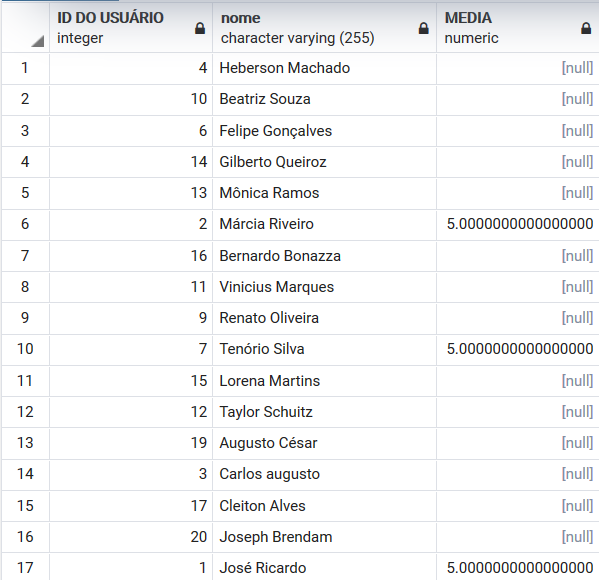 ID DO USUÁRIO nome MEDIA
integer character varying (255) numeric
1 4 Heberson Machado [null]
2 10 Beatriz Souza [null]
3 6 Felipe Gonçalves [null]
4 14 Gilberto Queiroz [null]
5 13 Mônica Ramos [null]
6 2 Márcia Riveiro 5.0000000000000000
7 16 Bernardo Bonazza [null]
8 11 Vinicius Marques [null]
9 9 Renato Oliveira [null]
10 7 Tenório Silva 5.0000000000000000
11 15 Lorena Martins [null]
12 12 Taylor Schuitz [null]
13 19 Augusto César [null]
14 3 Carlos augusto [null]
15 17 Cleiton Alves [null]
16 20 Joseph Brendam [null]
17 1 José Ricardo 5.0000000000000000